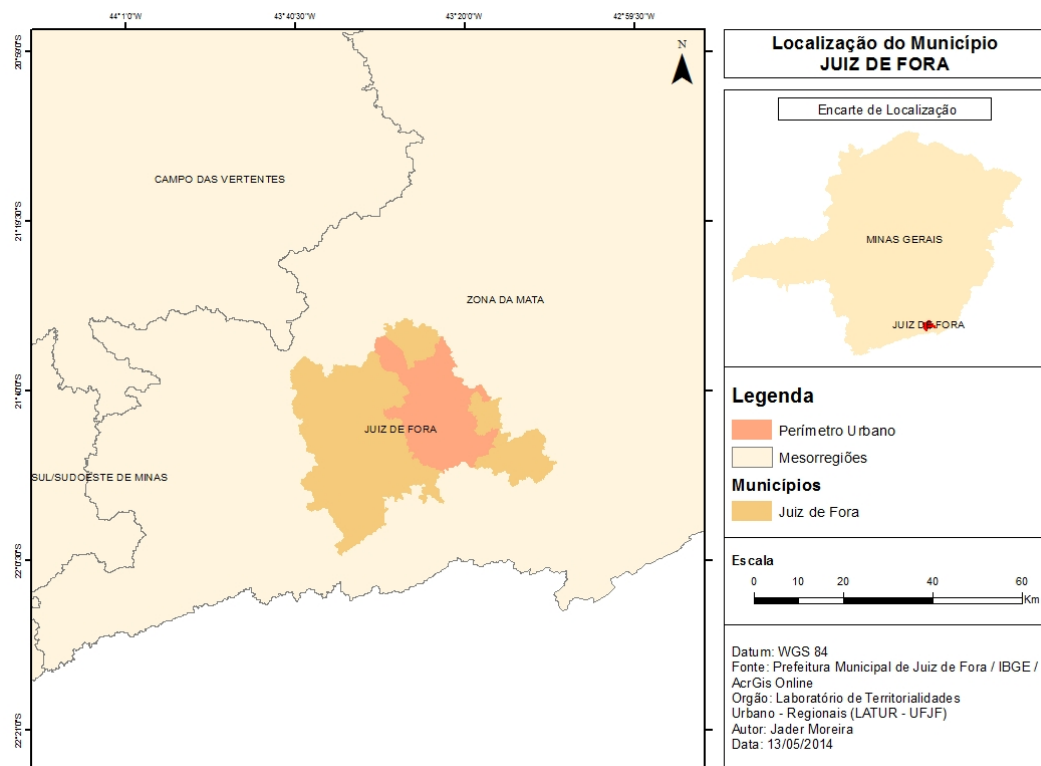 44°1'0"W
43°40'30"W
43°20'0"W
42°59'30"W
20°59'0"S
21°19'30"S
21°40'0"S
22°0'30"S
22°21'0"S
N
CAMPO DAS VERTENTES
ZONA DA MATA
JUIZ DE FORA
SUL/SUDOESTE DE MINAS
Localização do Município
JUIZ DE FORA
Encarte de Localização
MINAS GERAIS
JUIZ DE FORA
Legenda
Perímetro Urbano
Mesorregiões
Municípios
Juiz de Fora
Escala
0 10 20 40 60
Km
Datum: WGS 84
Fonte: Prefeitura Municipal de Juiz de Fora / IBGE /
AcrGis Online
Orgão: Laboratório de Territorialidades
Urbano - Regionais (LATUR - UFJF)
Autor: Jader Moreira
Data: 13/05/2014